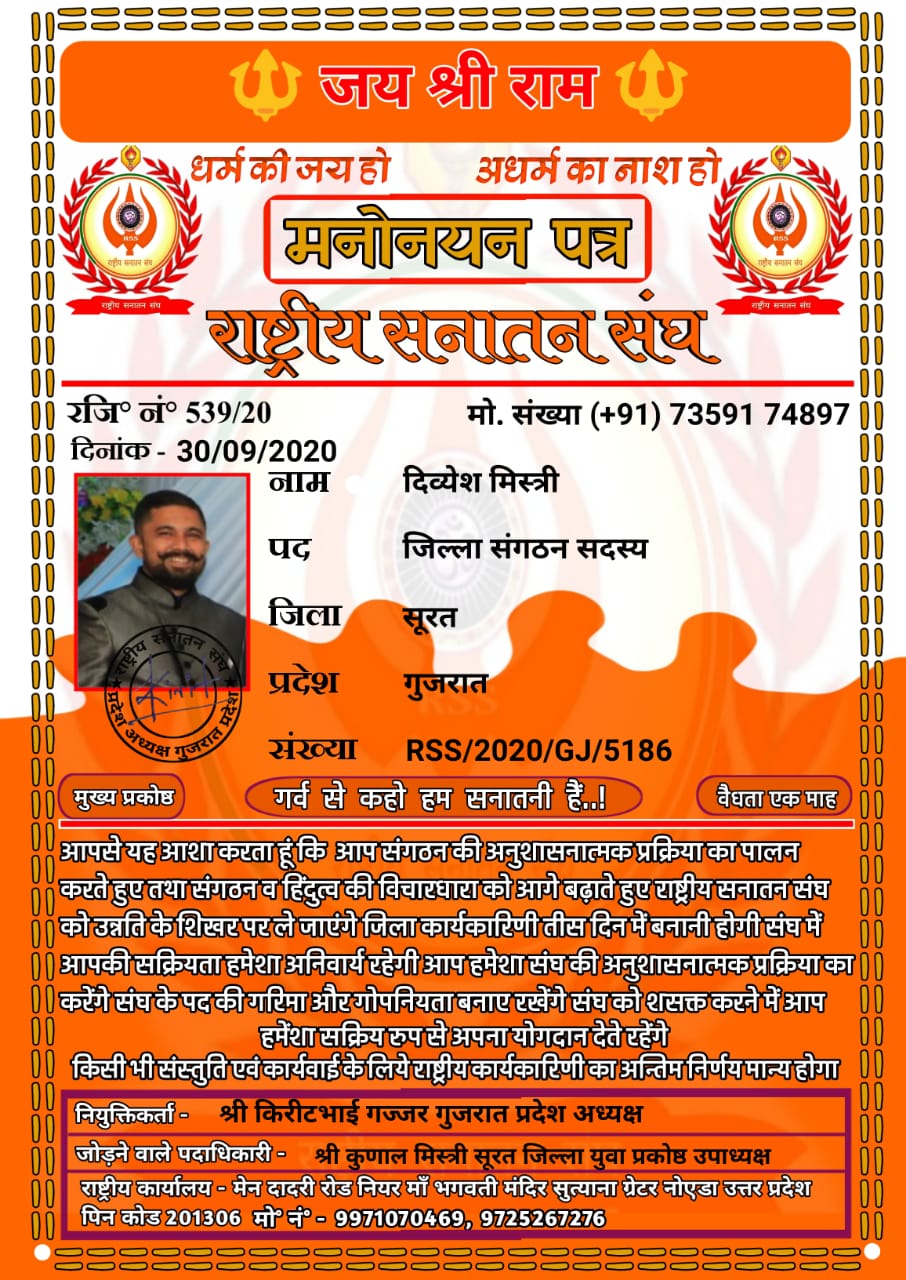 जय श्री राम
धर्म की जय हो
अधर्म का नाश हो
RSS
राष्ट्रीय सनातन संघ
राष्ट्रीय सनातन संघ
मनोनयन पत्र
RSS
राष्ट्रीय सनातन संघ
राष्ट्रीय सनातन संघ
राष्ट्रीय सनातन संघ
रजि° नं° 539/20
मो. संख्या (+91) 73591 74897
दिनांक - 30/09/2020
नाम दिव्येश मिस्त्री
पद जिल्ला संगठन सदस्य
जिला सूरत
प्रदेश गुजरात
संख्या RSS/2020/GJ/5186
राष्ट्रीय सनातन संघ
प्रदेश अध्यक्ष गुजरात प्रदेश
मुख्य प्रकोष्ठ
गर्व से कहो हम सनातनी हैं..!
वैधता एक माह
आपसे यह आशा करता हूं कि आप संगठन की अनुशासनात्मक प्रक्रिया का पालन
करते हुए तथा संगठन व हिंदुत्व की विचारधारा को आगे बढ़ाते हुए राष्ट्रीय सनातन संघ
को उन्नति के शिखर पर ले जाएंगे जिला कार्यकारिणी तीस दिन में बनानी होगी संघ में
आपकी सक्रियता हमेशा अनिवार्य रहेगी आप हमेशा संघ की अनुशासनात्मक प्रक्रिया का
करेंगे संघ के पद की गरिमा और गोपनियता बनाए रखेंगे संघ को शसक्त करने में आप
हमेंशा सक्रिय रुप से अपना योगदान देते रहेंगे
किसी भी संस्तुति एवं कार्यवाई के लिये राष्ट्रीय कार्यकारिणी का अन्तिम निर्णय मान्य होगा
नियुक्तिकर्ता - श्री किरीटभाई गज्जर गुजरात प्रदेश अध्यक्ष
जोड़ने वाले पदाधिकारी - श्री कुणाल मिस्त्री सूरत जिल्ला युवा प्रकोष्ठ उपाध्यक्ष
राष्ट्रीय कार्यालय - मेन दादरी रोड नियर माँ भगवती मंदिर सुत्याना ग्रेटर नोएडा उत्तर प्रदेश
पिन कोड 201306 मो° नं° - 9971070469, 9725267276